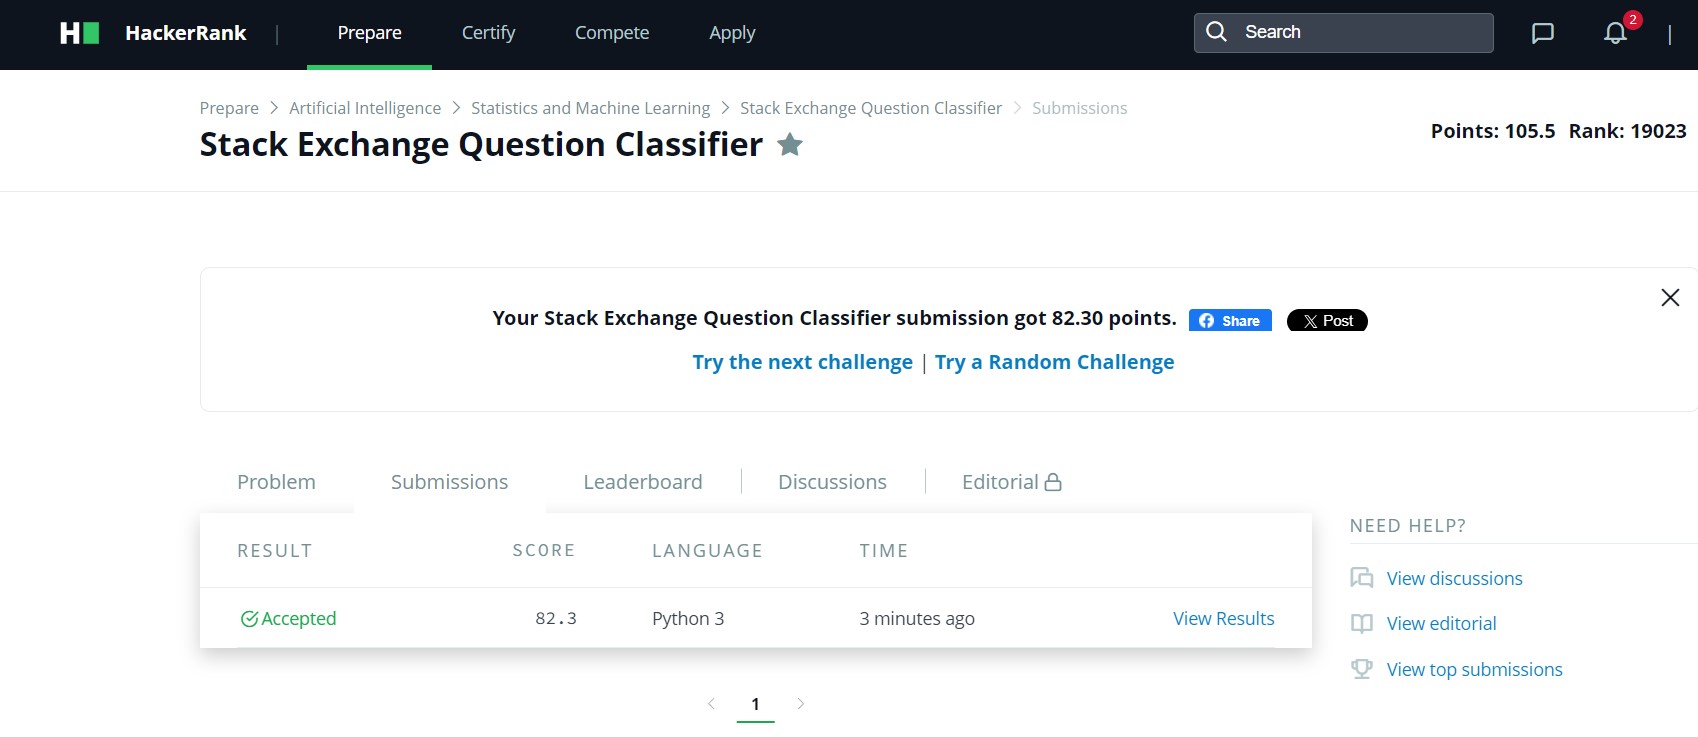 HackerRank | Prepare Certify Compete Apply Search 2 |
Prepare > Artificial Intelligence > Statistics and Machine Learning > Stack Exchange Question Classifier > Submissions
Stack Exchange Question Classifier
Points: 105.5 Rank: 19023
Your Stack Exchange Question Classifier submission got 82.30 points. Share X Post
Try the next challenge | Try a Random Challenge
Problem Submissions Leaderboard Discussions Editorial
RESULT SCORE LANGUAGE TIME
Accepted 82.3 Python 3 3 minutes ago View Results
< 1 >
NEED HELP?
View discussions
View editorial
View top submissions